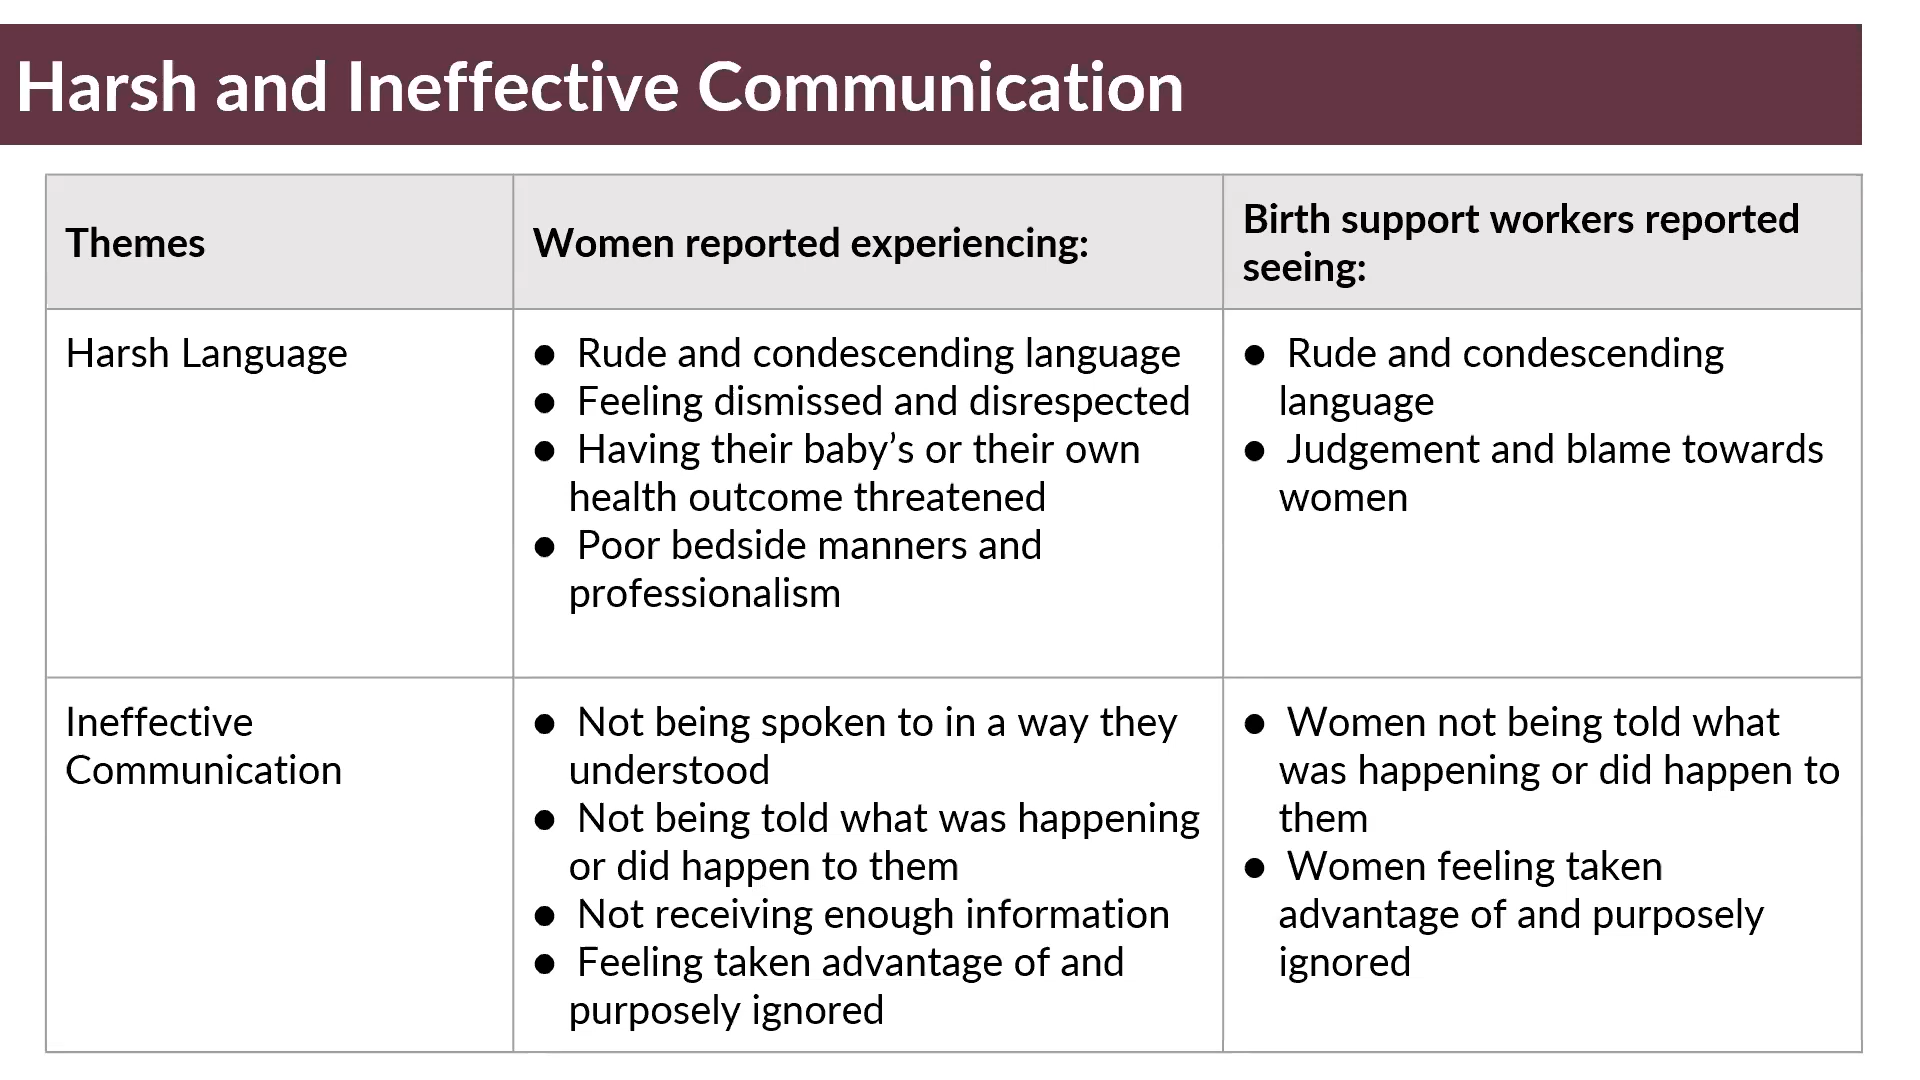 Harsh and Ineffective Communication
Themes
Women reported experiencing:
Birth support workers reported
seeing:
Harsh Language
● Rude and condescending language
● Feeling dismissed and disrespected
● Having their baby’s or their own
health outcome threatened
● Poor bedside manners and
professionalism
● Rude and condescending
language
● Judgement and blame towards
women
Ineffective
Communication
● Not being spoken to in a way they
understood
● Not being told what was happening
or did happen to them
● Not receiving enough information
● Feeling taken advantage of and
purposely ignored
● Women not being told what
was happening or did happen to
them
● Women feeling taken
advantage of and purposely
ignored